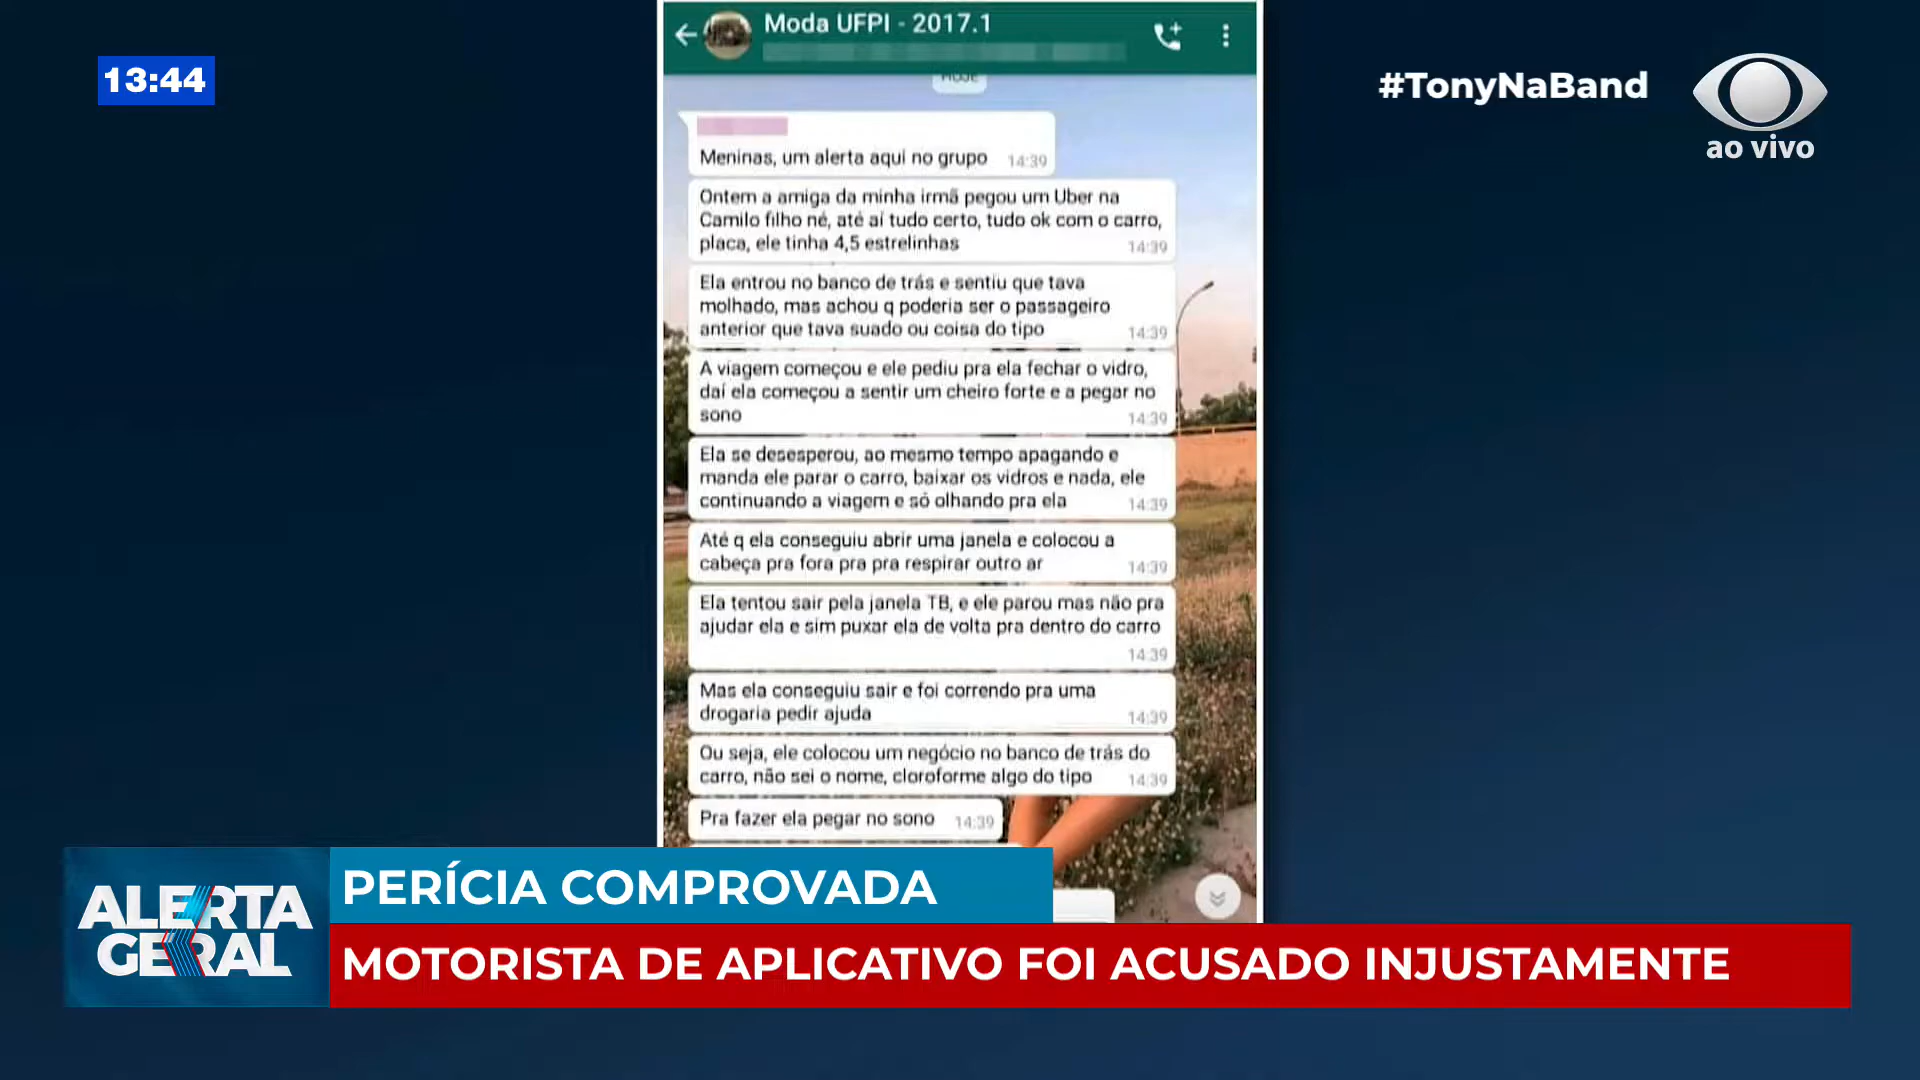 13:44
#TonyNaBand
ao vivo
Moda UFPI - 2017.1
HOJE
Meninas, um alerta aqui no grupo 14:39
Ontem a amiga da minha irmã pegou um Uber na
Camilo filho né, até aí tudo certo, tudo ok com o carro,
placa, ele tinha 4,5 estrelinhas 14:39
Ela entrou no banco de trás e sentiu que tava
molhado, mas achou q poderia ser o passageiro
anterior que tava suado ou coisa do tipo 14:39
A viagem começou e ele pediu pra ela fechar o vidro,
daí ela começou a sentir um cheiro forte e a pegar no
sono 14:39
Ela se desesperou, ao mesmo tempo apagando e
manda ele parar o carro, baixar os vidros e nada, ele
continuando a viagem e só olhando pra ela 14:39
Até q ela conseguiu abrir uma janela e colocou a
cabeça pra fora pra pra respirar outro ar 14:39
Ela tentou sair pela janela TB, e ele parou mas não pra
ajudar ela e sim puxar ela de volta pra dentro do carro
14:39
Mas ela conseguiu sair e foi correndo pra uma
drogaria pedir ajuda 14:39
Ou seja, ele colocou um negócio no banco de trás do
carro, não sei o nome, cloroforme algo do tipo 14:39
Pra fazer ela pegar no sono 14:39
ALERTA
GERAL
PERÍCIA COMPROVADA
MOTORISTA DE APLICATIVO FOI ACUSADO INJUSTAMENTE